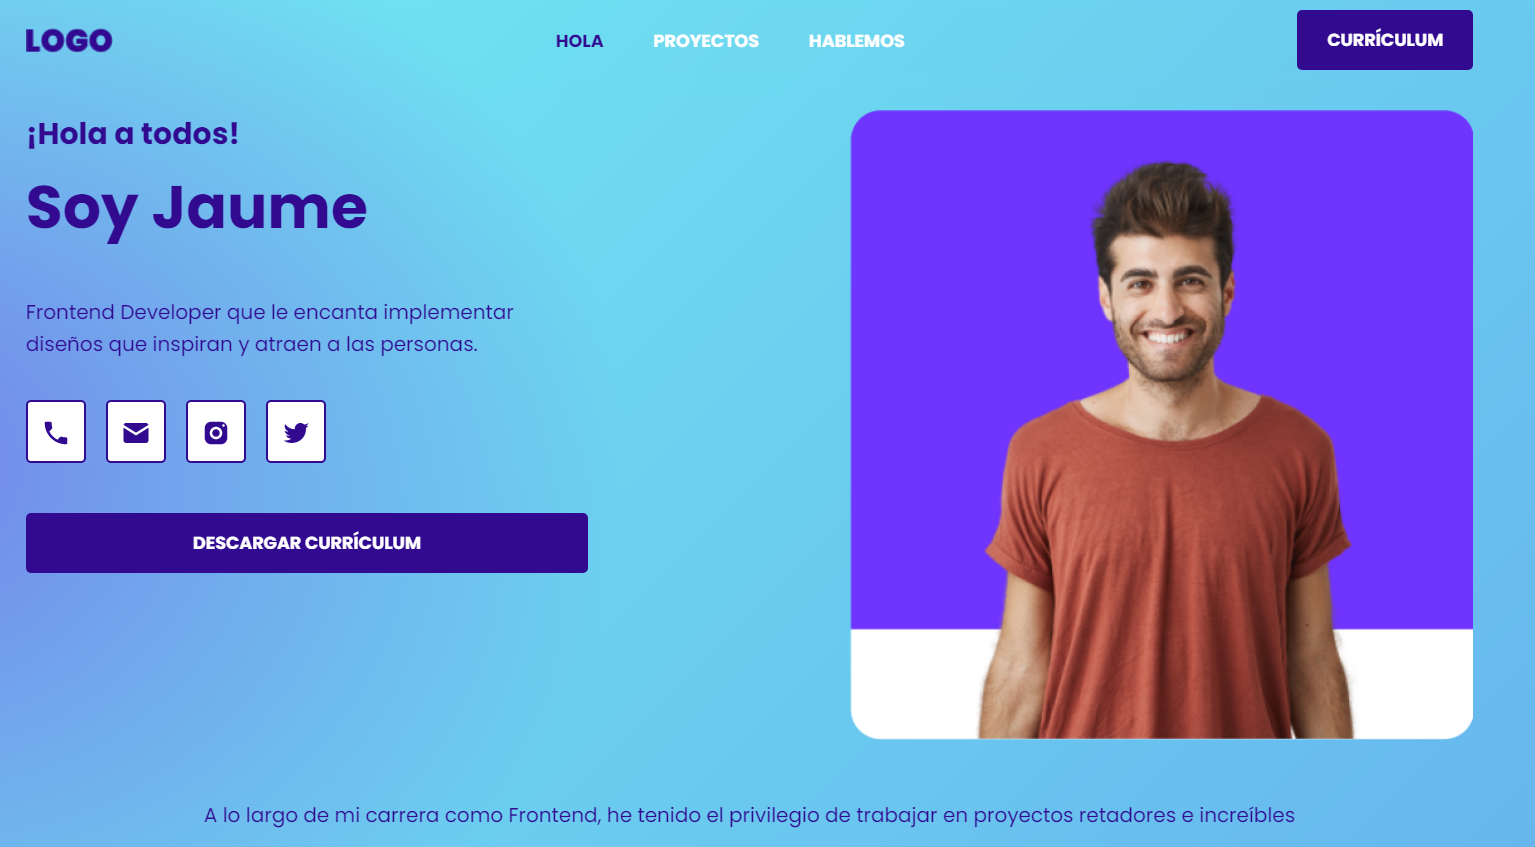 LOGO
HOLA
PROYECTOS
HABLEMOS
CURRÍCULUM
¡Hola a todos!
Soy Jaume
Frontend Developer que le encanta implementar
diseños que inspiran y atraen a las personas.
DESCARGAR CURRÍCULUM
A lo largo de mi carrera como Frontend, he tenido el privilegio de trabajar en proyectos retadores e increíbles